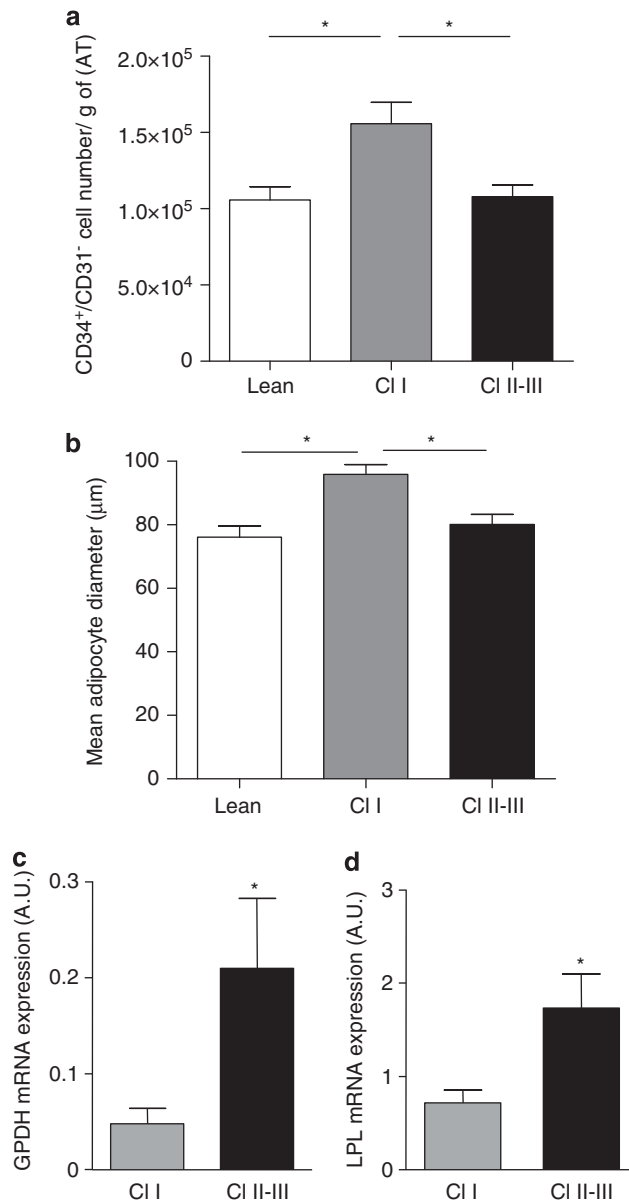 a
* *
CD34⁺/CD31⁻ cell number/ g of (AT)
2.0×10⁵
1.5×10⁵
1.0×10⁵
5.0×10⁴
0
Lean Cl I Cl II-III
b
* *
Mean adipocyte diameter (μm)
100
80
60
40
20
0
Lean Cl I Cl II-III
c
GPDH mRNA expression (A.U.)
0.3
0.2
0.1
0
*
Cl I Cl II-III
d
LPL mRNA expression (A.U.)
3
2
1
0
*
Cl I Cl II-III